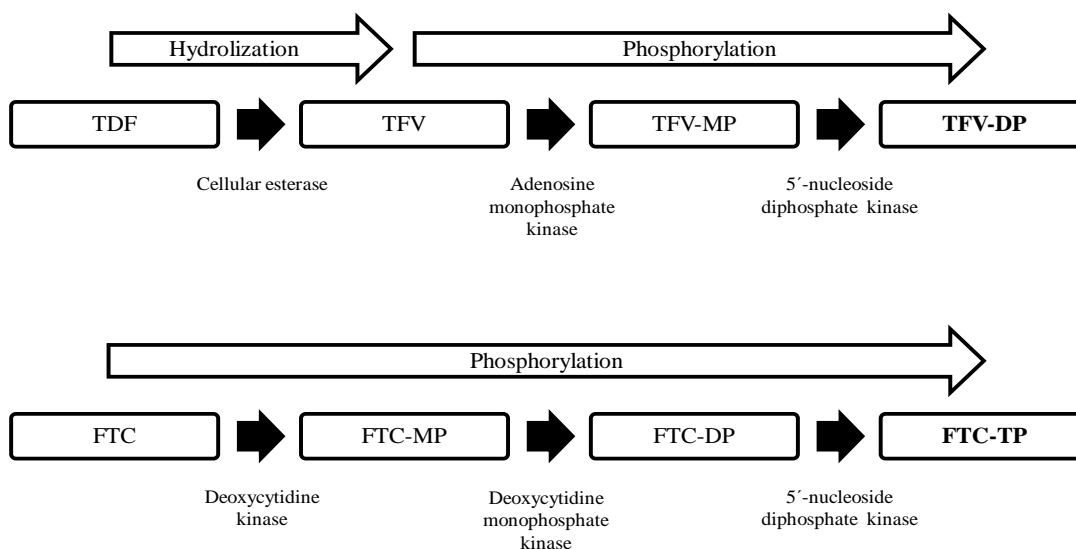 Hydrolization
Phosphorylation
TDF
TFV
TFV-MP
TFV-DP
Cellular esterase
Adenosine
monophosphate
kinase
5´-nucleoside
diphosphate kinase
Phosphorylation
FTC
FTC-MP
FTC-DP
FTC-TP
Deoxycytidine
kinase
Deoxycytidine
monophosphate
kinase
5´-nucleoside
diphosphate kinase